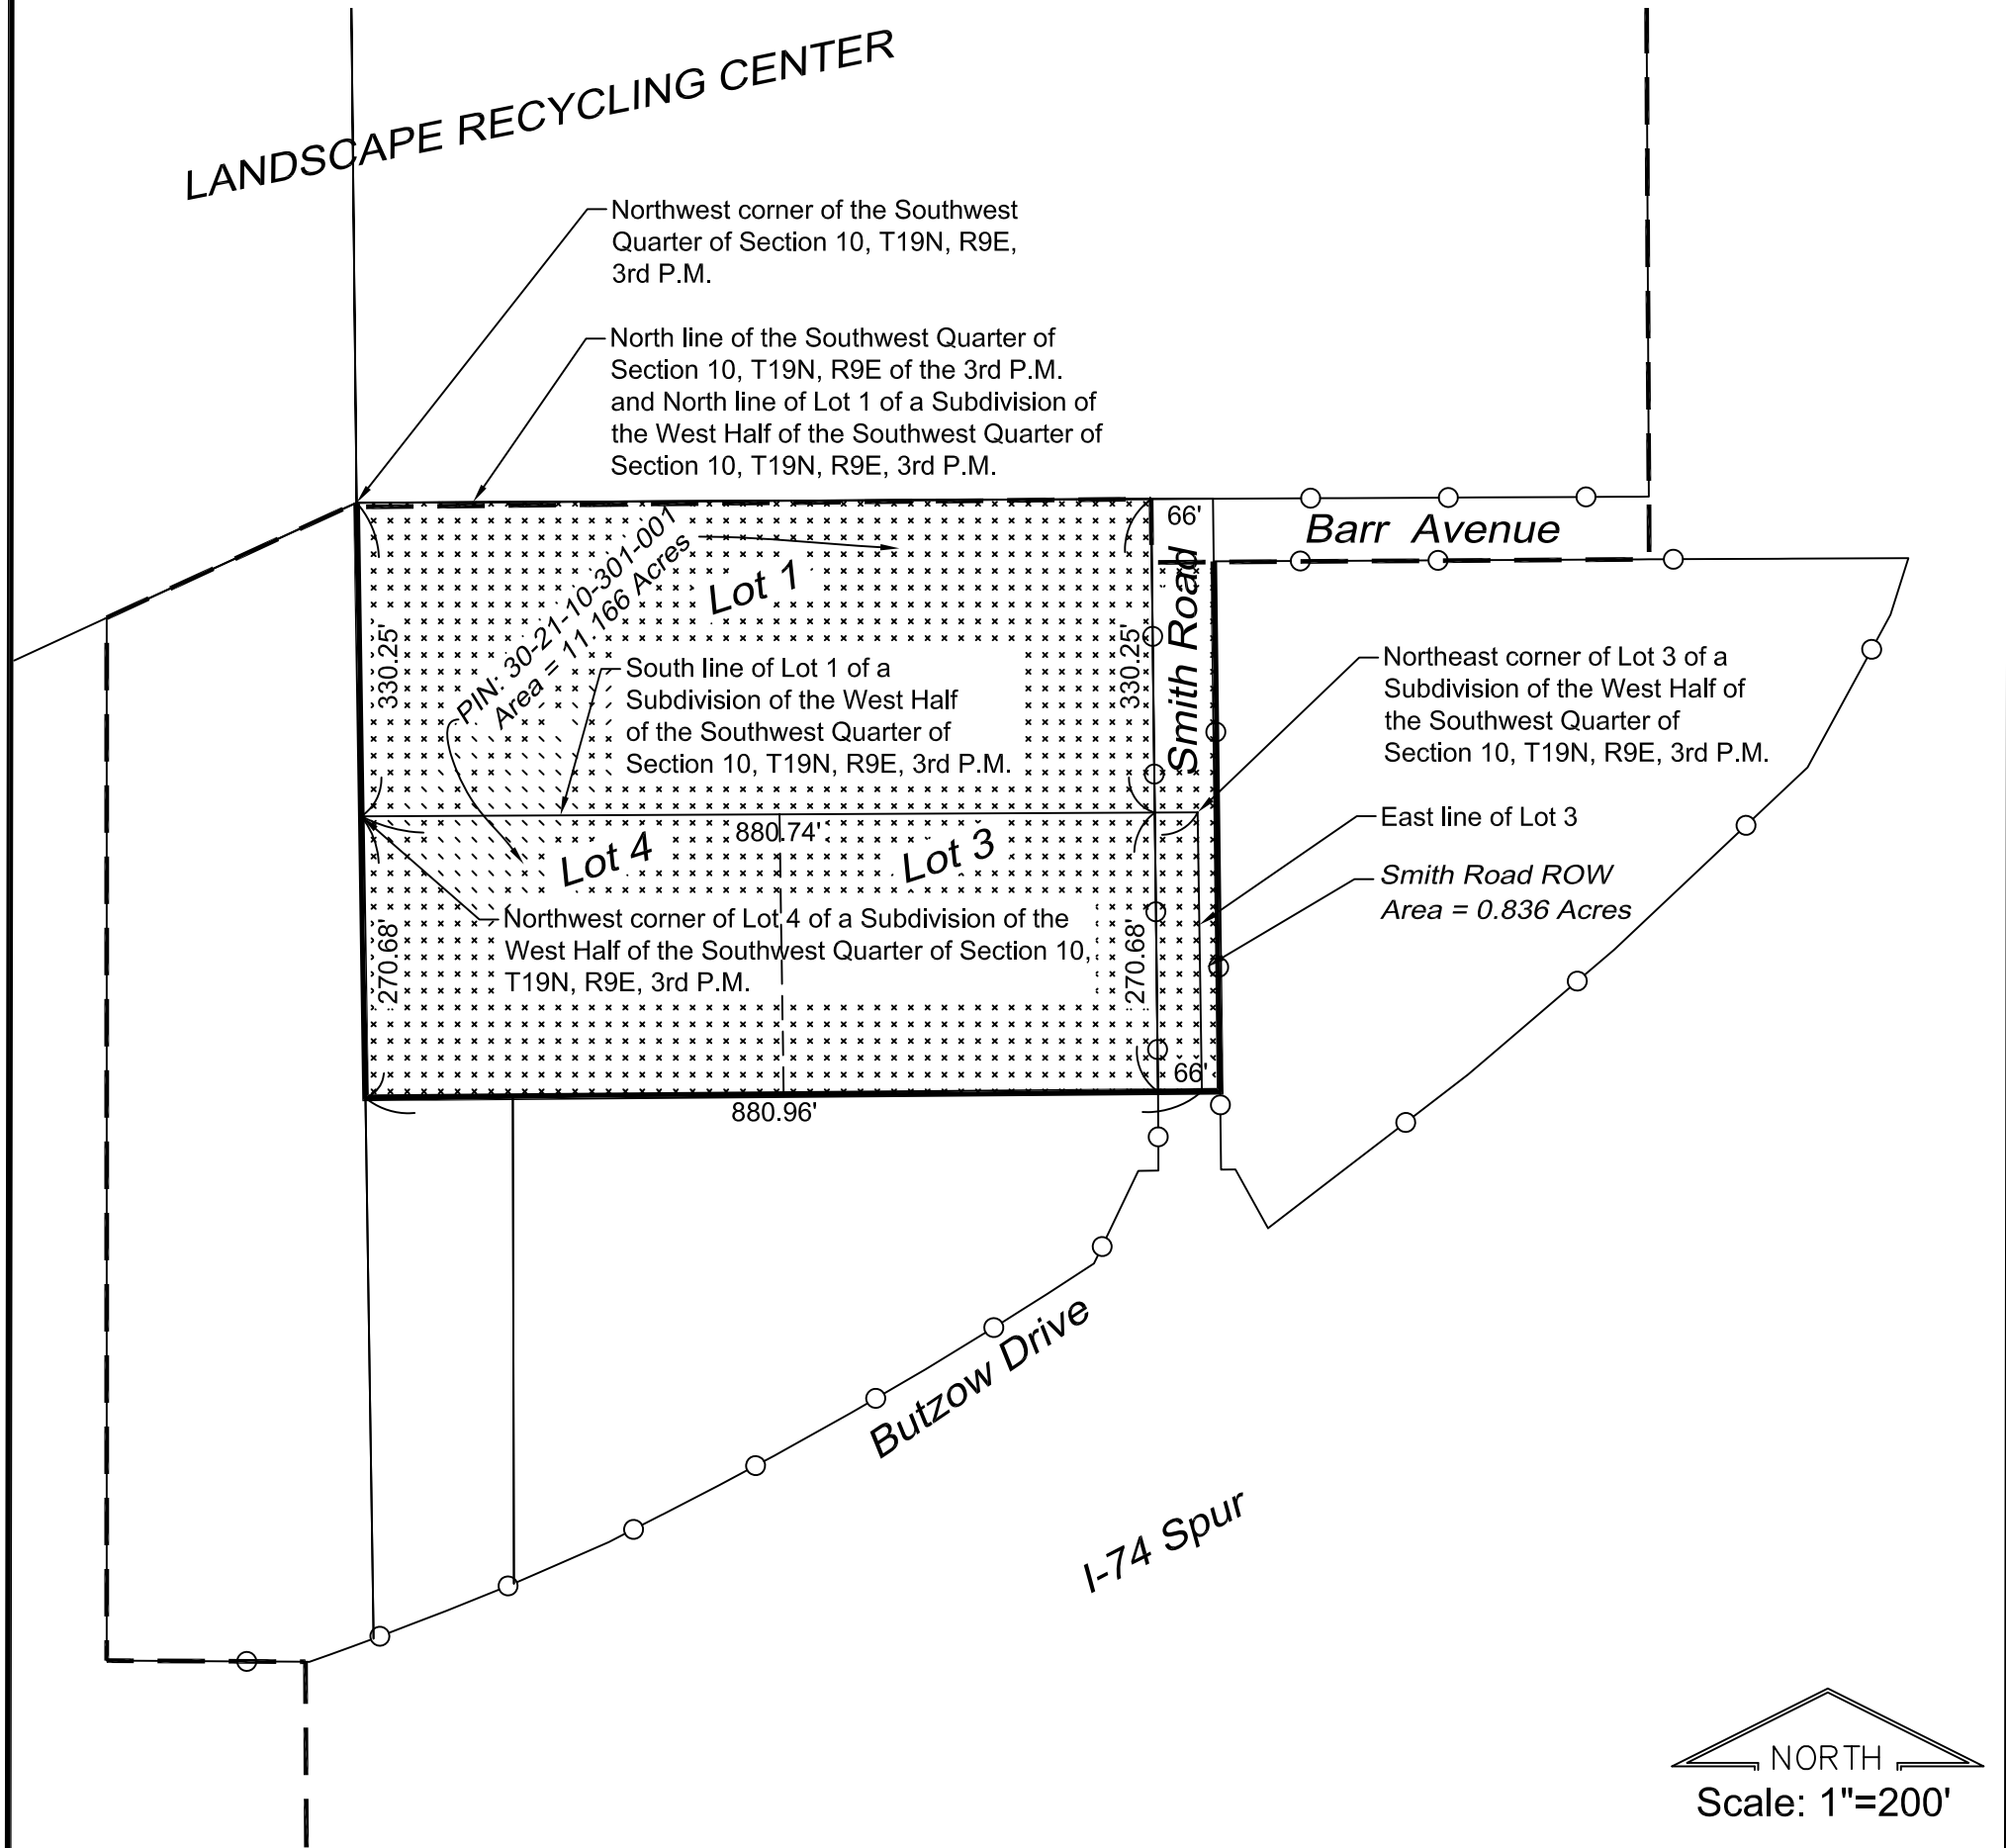 LANDSCAPE RECYCLING CENTER
Northwest corner of the Southwest
Quarter of Section 10, T19N, R9E,
3rd P.M.
North line of the Southwest Quarter of
Section 10, T19N, R9E of the 3rd P.M.
and North line of Lot 1 of a Subdivision of
the West Half of the Southwest Quarter of
Section 10, T19N, R9E, 3rd P.M.
66'
Barr Avenue
Smith Road
PIN: 30-21-10-301-001
Area = 11.166 Acres
Lot 1
330.25'
330.25'
South line of Lot 1 of a
Subdivision of the West Half
of the Southwest Quarter of
Section 10, T19N, R9E, 3rd P.M.
Northeast corner of Lot 3 of a
Subdivision of the West Half of
the Southwest Quarter of
Section 10, T19N, R9E, 3rd P.M.
East line of Lot 3
Smith Road ROW
Area = 0.836 Acres
880.74'
Lot 4
Lot 3
Northwest corner of Lot 4 of a Subdivision of the
West Half of the Southwest Quarter of Section 10,
T19N, R9E, 3rd P.M.
270.68'
270.68'
66'
880.96'
Butzow Drive
I-74 Spur
NORTH
Scale: 1"=200'